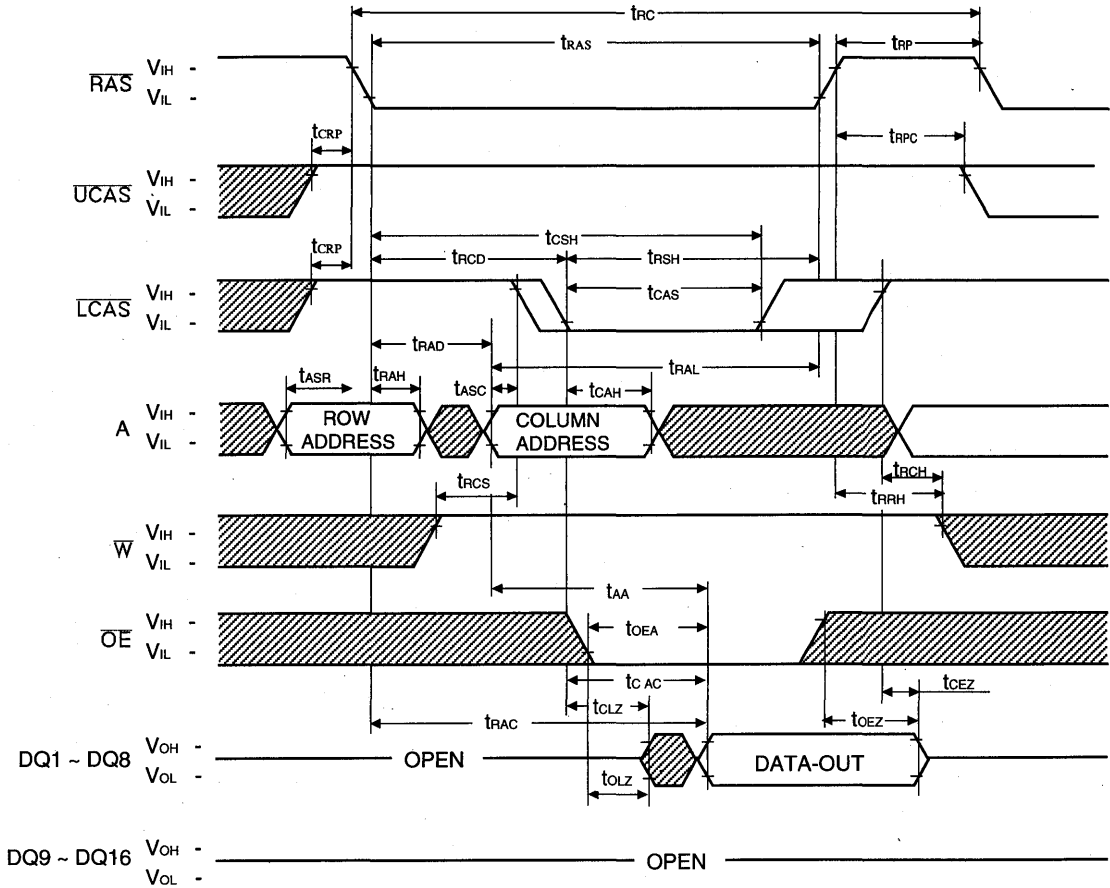 tRC
tRAS
tRP
RAS
VIH -
VIL -
tCRP
tRPC
UCAS
VIH -
VIL -
tCSH
tCRP
tRCD
tRSH
LCAS
VIH -
VIL -
tCAS
tRAD
tRAL
tASR
tRAH
tASC
tCAH
A
VIH -
VIL -
ROW
ADDRESS
COLUMN
ADDRESS
tRCS
tRCH
tRRH
W
VIH -
VIL -
tAA
OE
VIH -
VIL -
tOEA
tC AC
tCEZ
tCLZ
tRAC
tOEZ
DQ1 ~ DQ8
VOH -
VOL -
OPEN
DATA-OUT
tOLZ
DQ9 ~ DQ16
VOH -
VOL -
OPEN